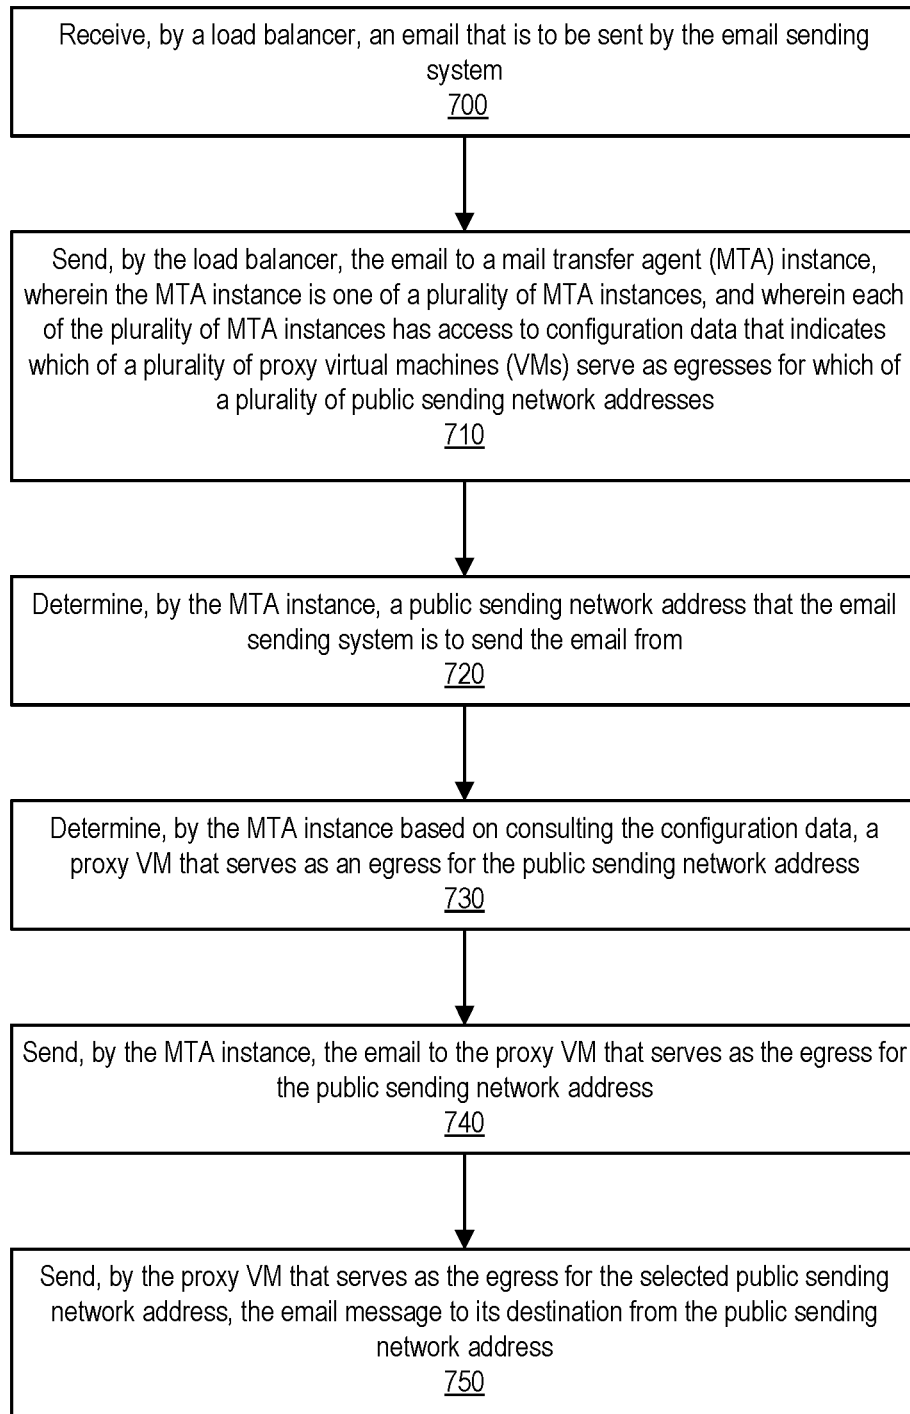 Receive, by a load balancer, an email that is to be sent by the email sending
system
700
Send, by the load balancer, the email to a mail transfer agent (MTA) instance,
wherein the MTA instance is one of a plurality of MTA instances, and wherein each
of the plurality of MTA instances has access to configuration data that indicates
which of a plurality of proxy virtual machines (VMs) serve as egresses for which of
a plurality of public sending network addresses
710
Determine, by the MTA instance, a public sending network address that the email
sending system is to send the email from
720
Determine, by the MTA instance based on consulting the configuration data, a
proxy VM that serves as an egress for the public sending network address
730
Send, by the MTA instance, the email to the proxy VM that serves as the egress for
the public sending network address
740
Send, by the proxy VM that serves as the egress for the selected public sending
network address, the email message to its destination from the public sending
network address
750